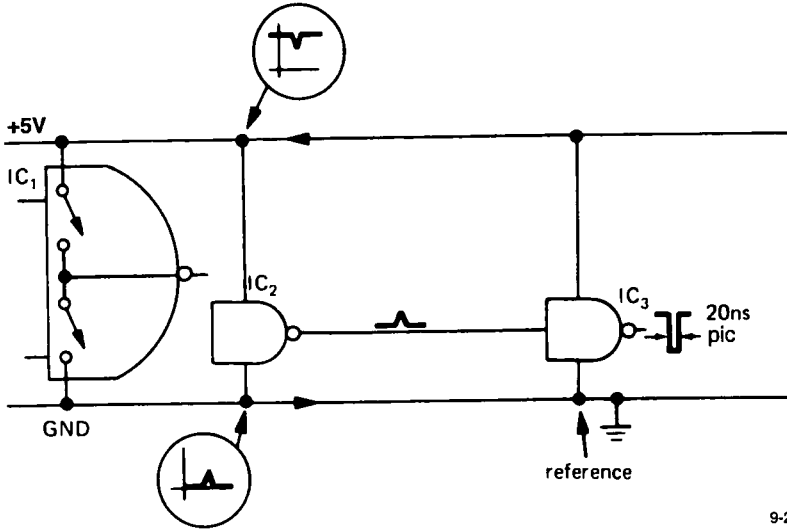 +5V
IC₁
IC₂
IC₃
20ns
pic
GND
reference
9-2